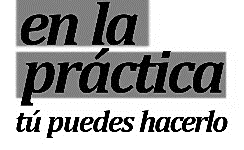 en la
práctica
tú puedes hacerlo